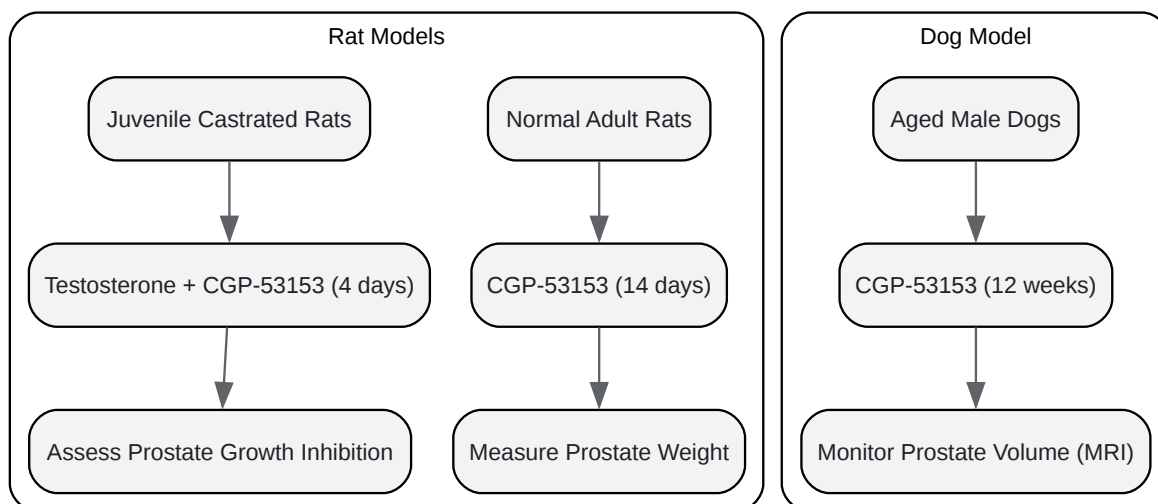 Rat Models
Juvenile Castrated Rats
Normal Adult Rats
Testosterone + CGP-53153 (4 days)
CGP-53153 (14 days)
Assess Prostate Growth Inhibition
Measure Prostate Weight
Dog Model
Aged Male Dogs
CGP-53153 (12 weeks)
Monitor Prostate Volume (MRI)